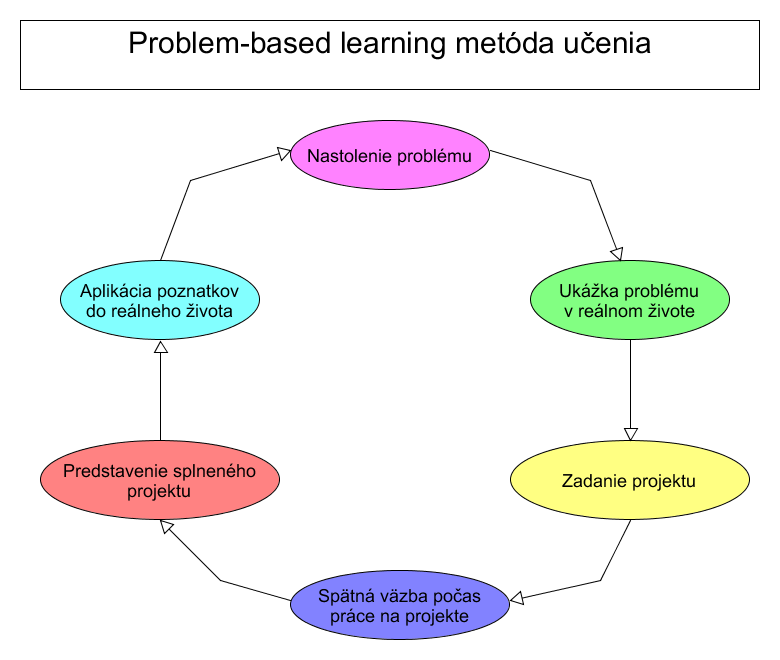 Problem-based learning metóda učenia
Nastolenie problému
Ukážka problému
v reálnom živote
Zadanie projektu
Spätná väzba počas
práce na projekte
Predstavenie splneného
projektu
Aplikácia poznatkov
do reálneho života